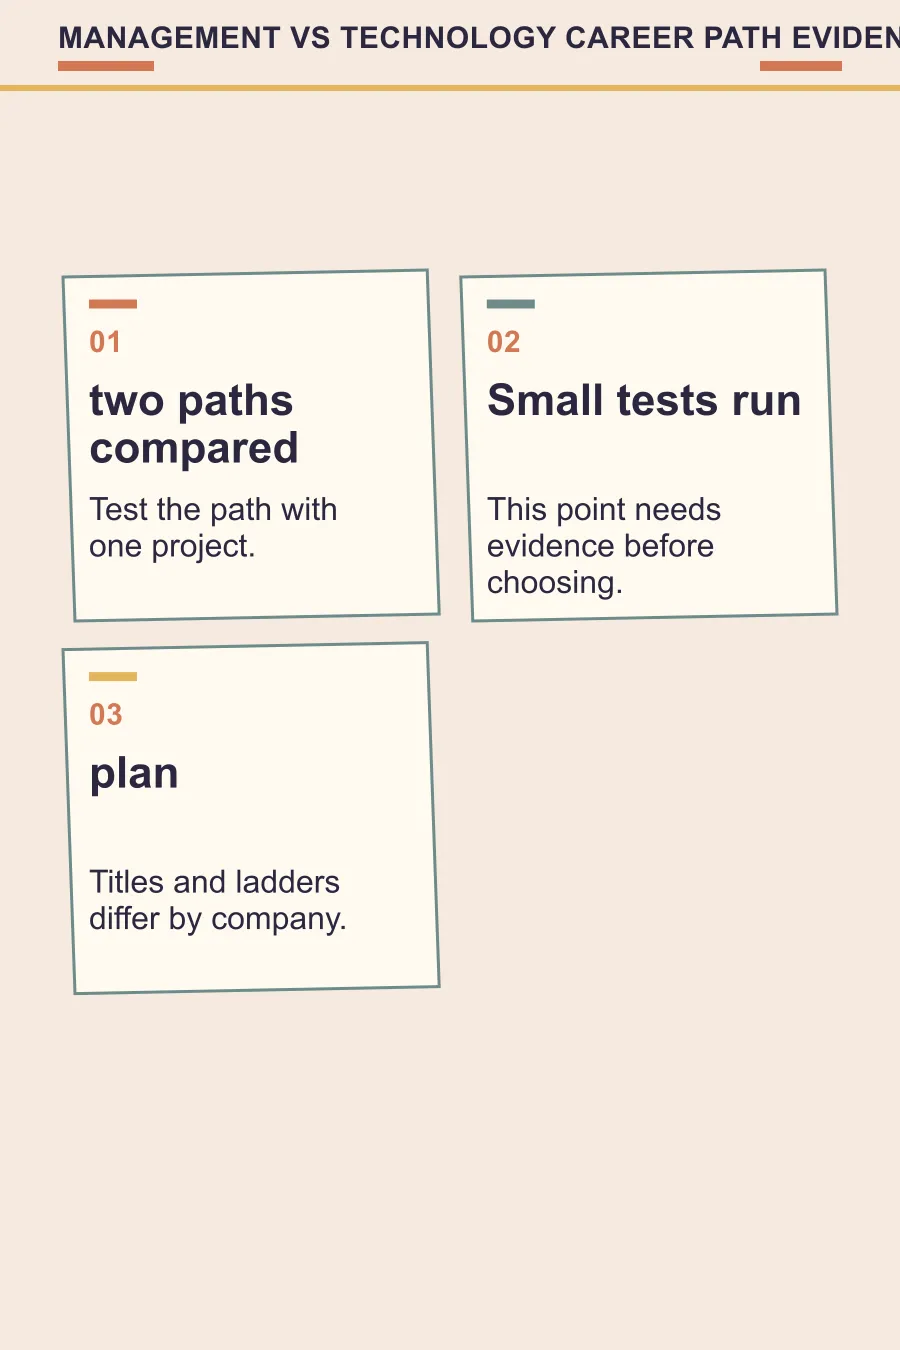 MANAGEMENT VS TECHNOLOGY CAREER PATH EVIDEN
01
two paths
compared
Test the path with
one project.
02
Small tests run
This point needs
evidence before
choosing.
03
plan
Titles and ladders
differ by company.